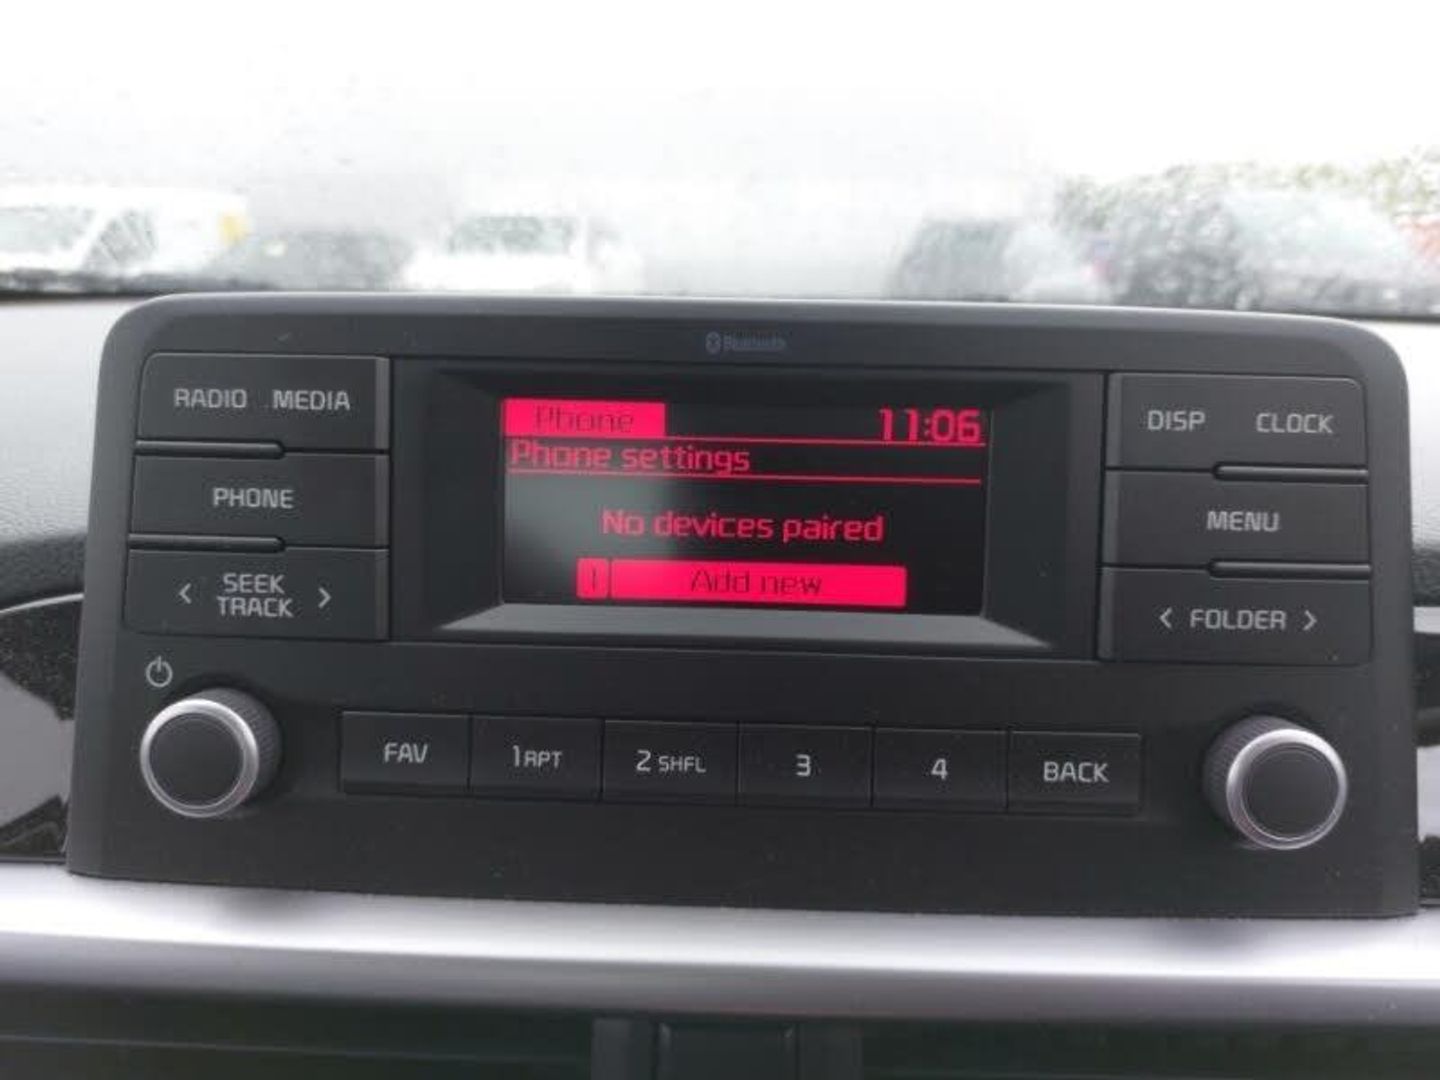 Bluetooth
RADIO MEDIA
PHONE
< SEEK TRACK >
Phone 11:06
Phone settings
No devices paired
1 Add new
DISP CLOCK
MENU
< FOLDER >
FAV 1 RPT 2 SHFL 3 4 BACK